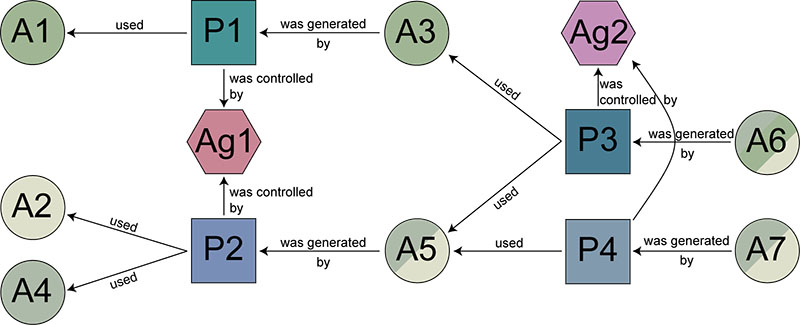 A1
used
P1
was generated
by
A3
Ag2
was controlled
by
used
was
controlled by
Ag1
P3
was generated
by
A6
A2
used
was controlled
by
used
P2
was generated
by
A5
used
P4
was generated
by
A7
A4
used